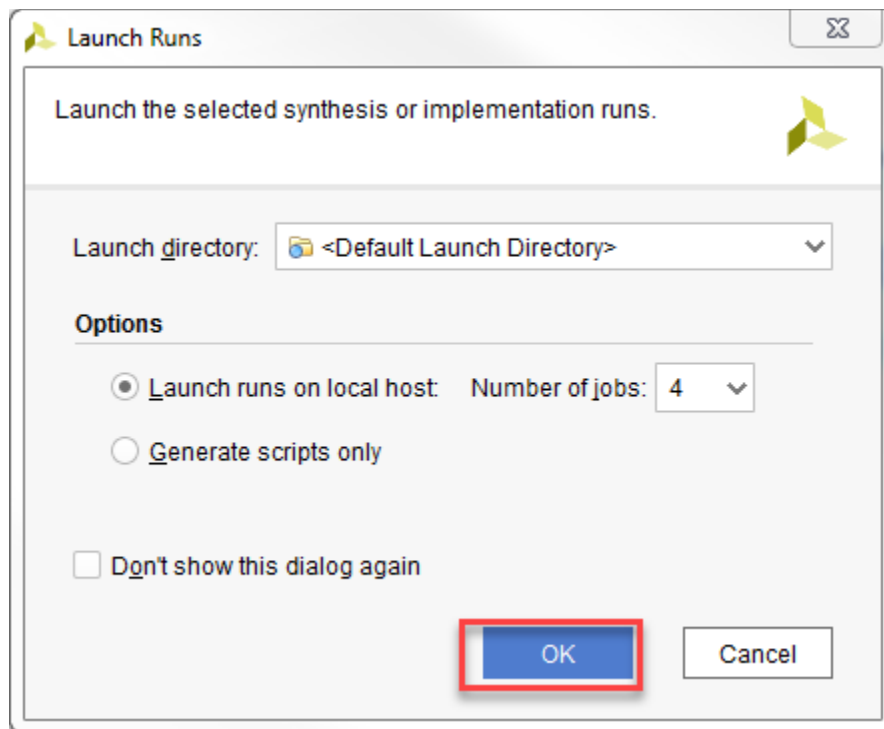 Launch Runs
Launch the selected synthesis or implementation runs.
Launch directory: <Default Launch Directory>
Options
Launch runs on local host: Number of jobs: 4
Generate scripts only
Don't show this dialog again
OK Cancel